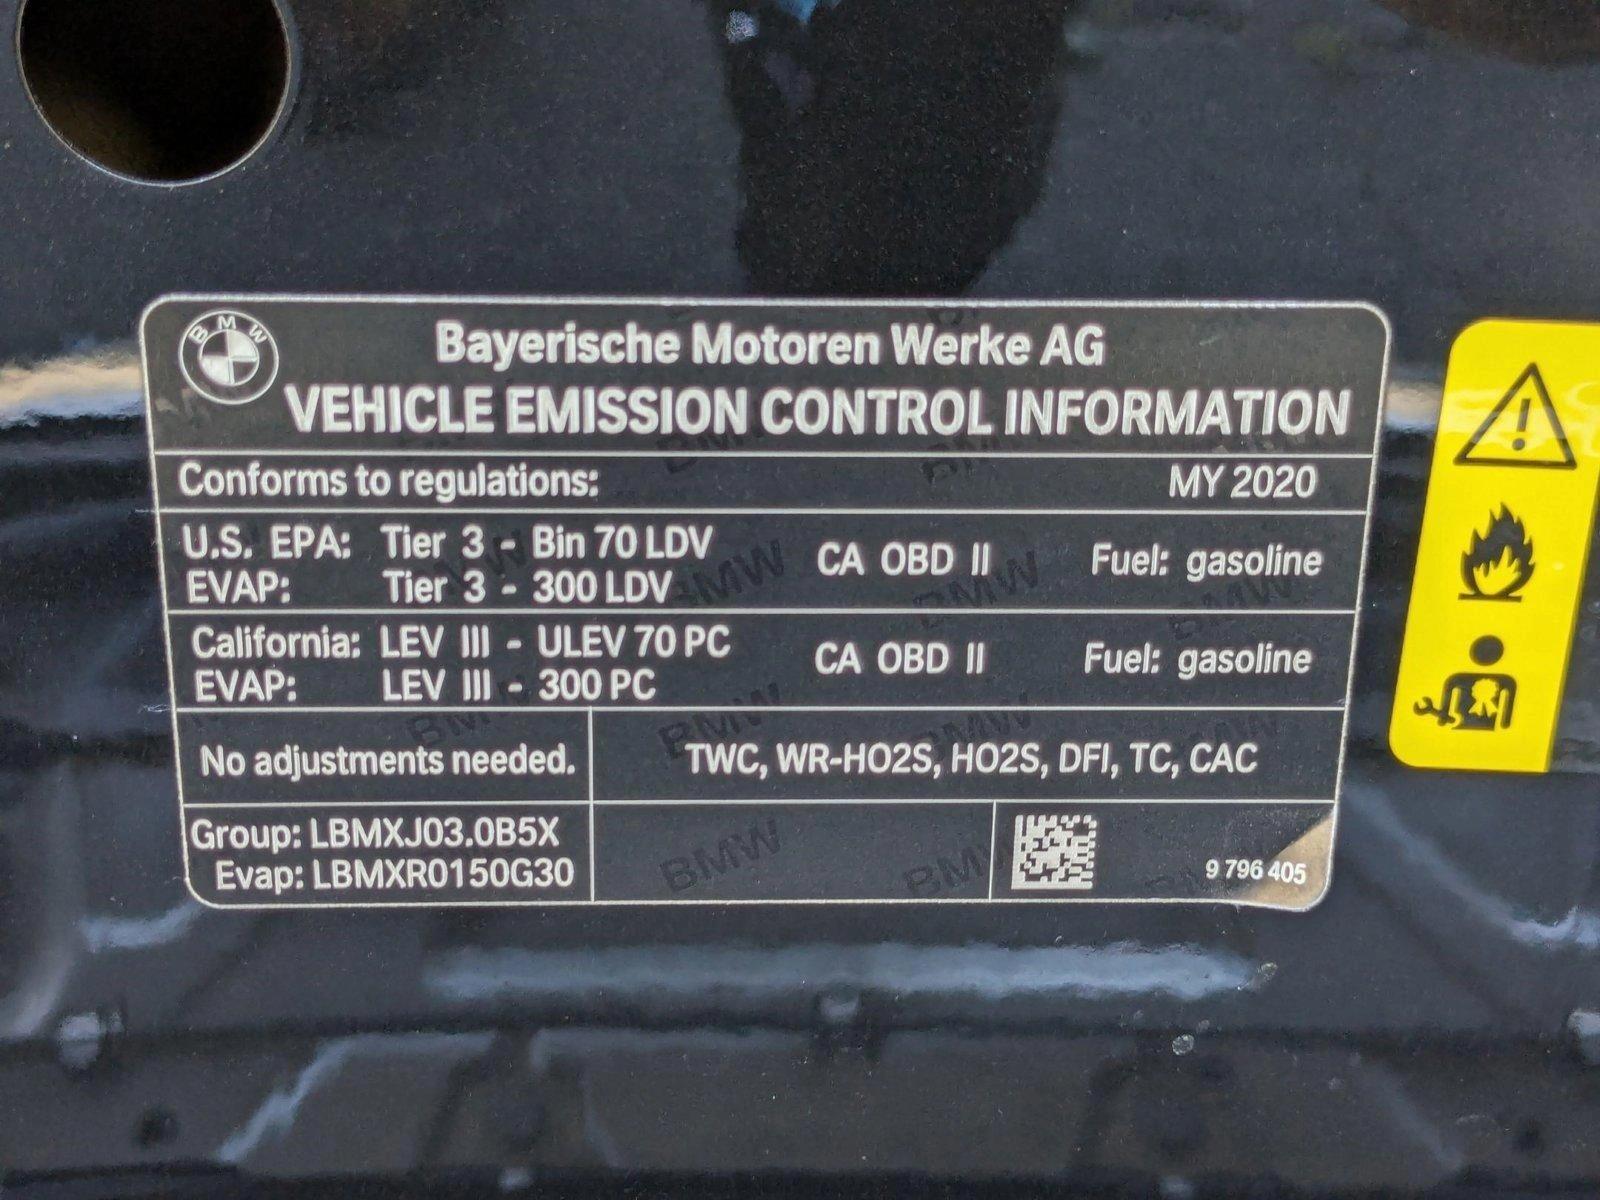 BMW
Bayerische Motoren Werke AG
VEHICLE EMISSION CONTROL INFORMATION
Conforms to regulations: MY 2020
U.S. EPA: Tier 3 - Bin 70 LDV CA OBD II Fuel: gasoline
EVAP: Tier 3 - 300 LDV
California: LEV III - ULEV 70 PC CA OBD II Fuel: gasoline
EVAP: LEV III - 300 PC
No adjustments needed. TWC, WR-HO2S, HO2S, DFI, TC, CAC
Group: LBMXJ03.0B5X
Evap: LBMXR0150G30
9 796 405